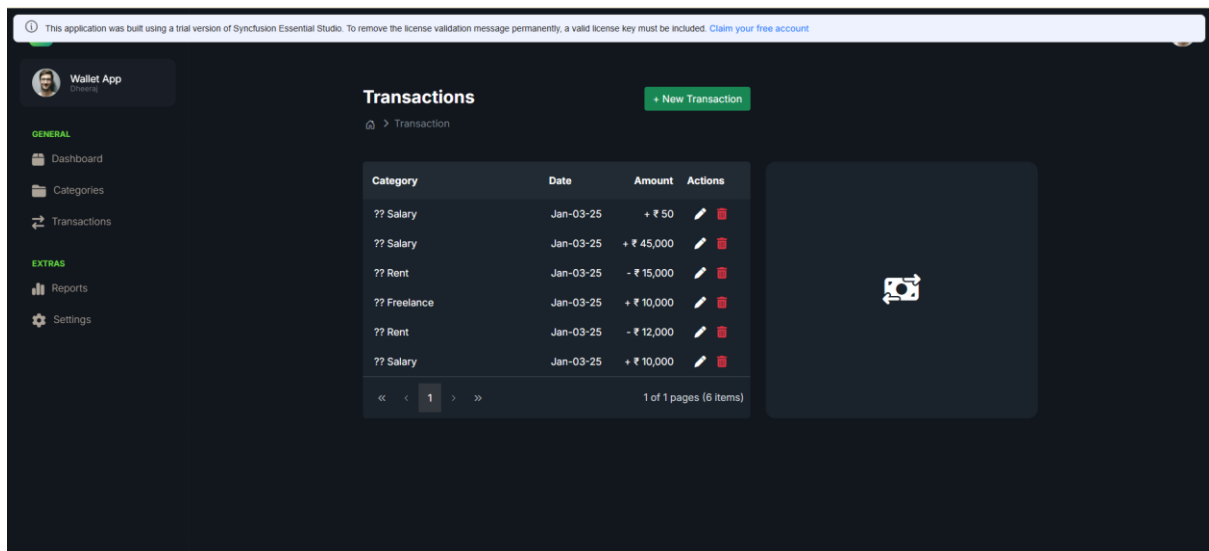 This application was built using a trial version of Syncfusion Essential Studio. To remove the license validation message permanently, a valid license key must be included. Claim your free account
Wallet App
Dheeraj
GENERAL
Dashboard
Categories
Transactions
EXTRAS
Reports
Settings
Transactions
+ New Transaction
Transaction
Category Date Amount Actions
?? Salary Jan-03-25 + ₹ 50
?? Salary Jan-03-25 + ₹ 45,000
?? Rent Jan-03-25 - ₹ 15,000
?? Freelance Jan-03-25 + ₹ 10,000
?? Rent Jan-03-25 - ₹ 12,000
?? Salary Jan-03-25 + ₹ 10,000
1
1 of 1 pages (6 items)